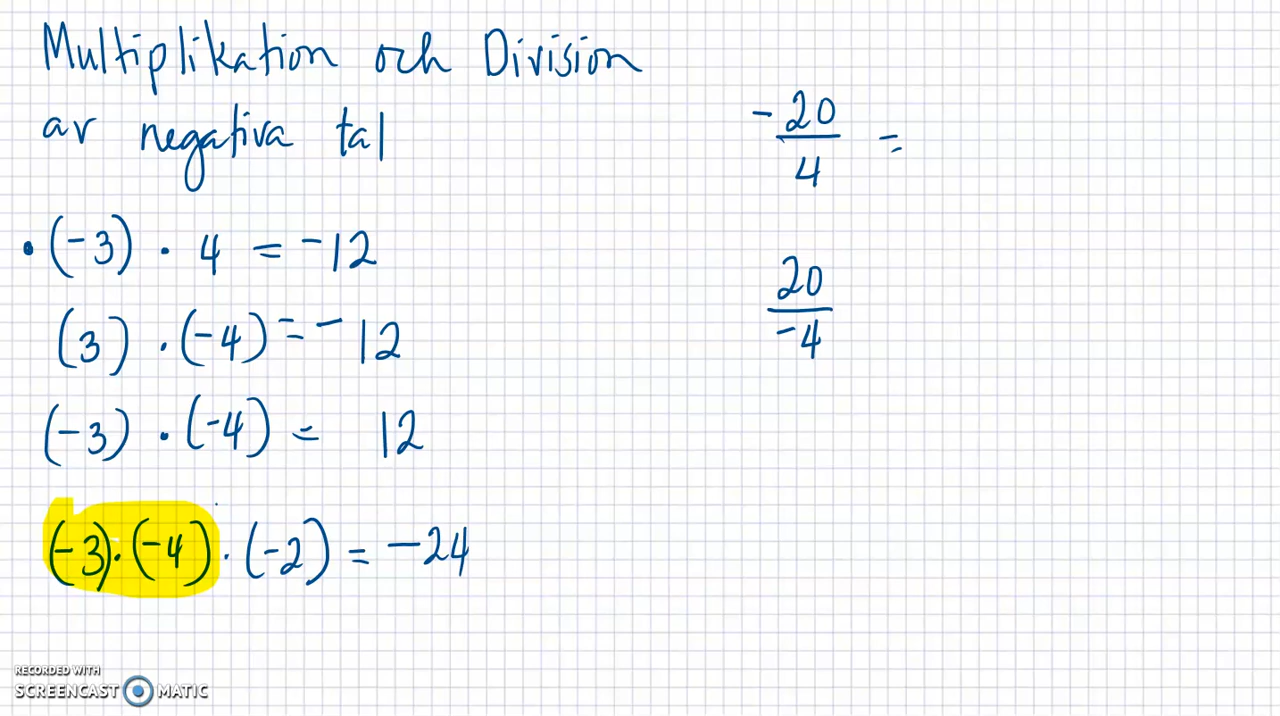 Multiplikation och Division
av negativa tal
• (-3) · 4 = -12
(3) · (-4) = -12
(-3) · (-4) = 12
(-3) · (-4) · (-2) = -24
-20
4 =
20
-4
RECORDED WITH
SCREENCAST MATIC